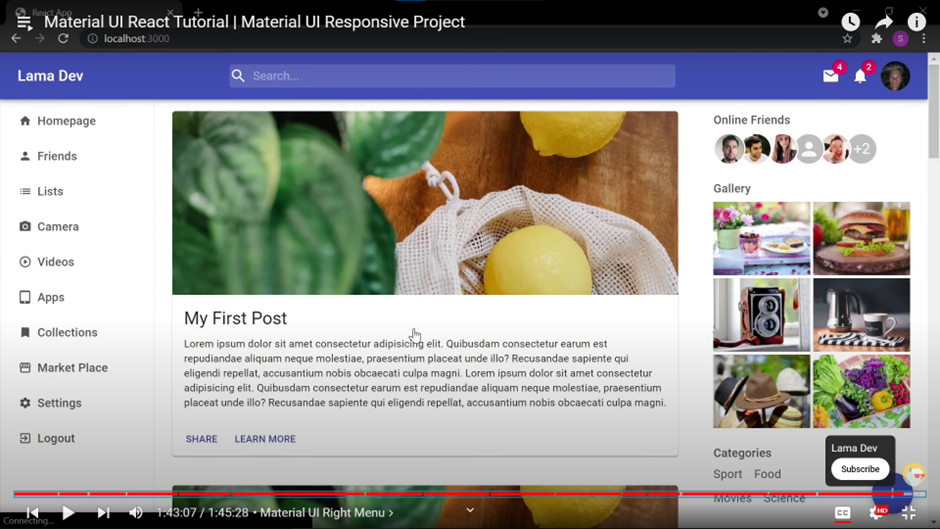 React App
Material UI React Tutorial | Material UI Responsive Project
localhost:3000
S
Lama Dev
Search...
4
2
Homepage
Friends
Lists
Camera
Videos
Apps
Collections
Market Place
Settings
Logout
My First Post
Lorem ipsum dolor sit amet consectetur adipisicing elit. Quibusdam consectetur earum est
repudiandae aliquam neque molestiae, praesentium placeat unde illo? Recusandae sapiente qui
eligendi repellat, accusantium nobis obcaecati culpa magni. Lorem ipsum dolor sit amet consectetur
adipisicing elit. Quibusdam consectetur earum est repudiandae aliquam neque molestiae, praesentium
placeat unde illo? Recusandae sapiente qui eligendi repellat, accusantium nobis obcaecati culpa magni.
SHARE LEARN MORE
Online Friends
+2
Gallery
Categories
Sport Food
Movies Science
Lama Dev
Subscribe
1:43:07 / 1:45:28 • Material UI Right Menu >
CC
HD
Connecting...